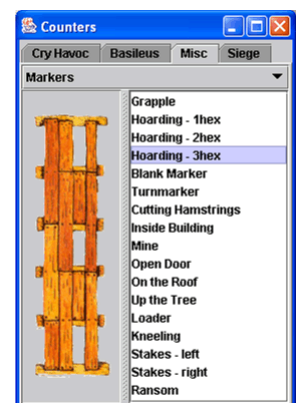 Counters
Cry Havoc Basileus Misc Siege
Markers
Grapple
Hoarding - 1hex
Hoarding - 2hex
Hoarding - 3hex
Blank Marker
Turnmarker
Cutting Hamstrings
Inside Building
Mine
Open Door
On the Roof
Up the Tree
Loader
Kneeling
Stakes - left
Stakes - right
Ransom